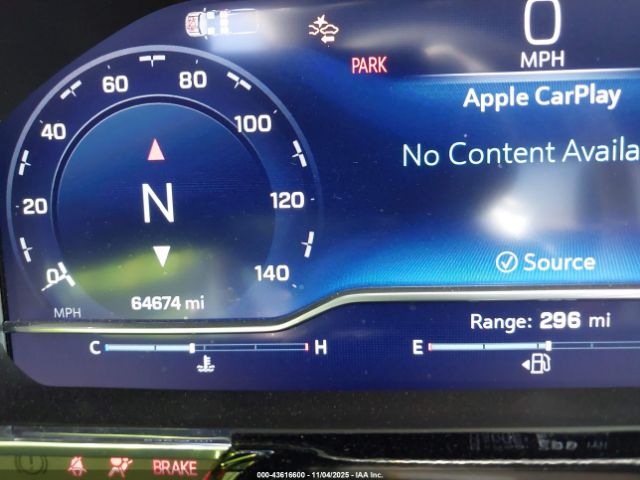 0
MPH
PARK
Apple CarPlay
No Content Availa
Source
0 20 40 60 80 100 120 140
N
MPH
64674 mi
Range: 296 mi
C H
E
BRAKE
000-43616600 - 11/04/2025 - IAA Inc.